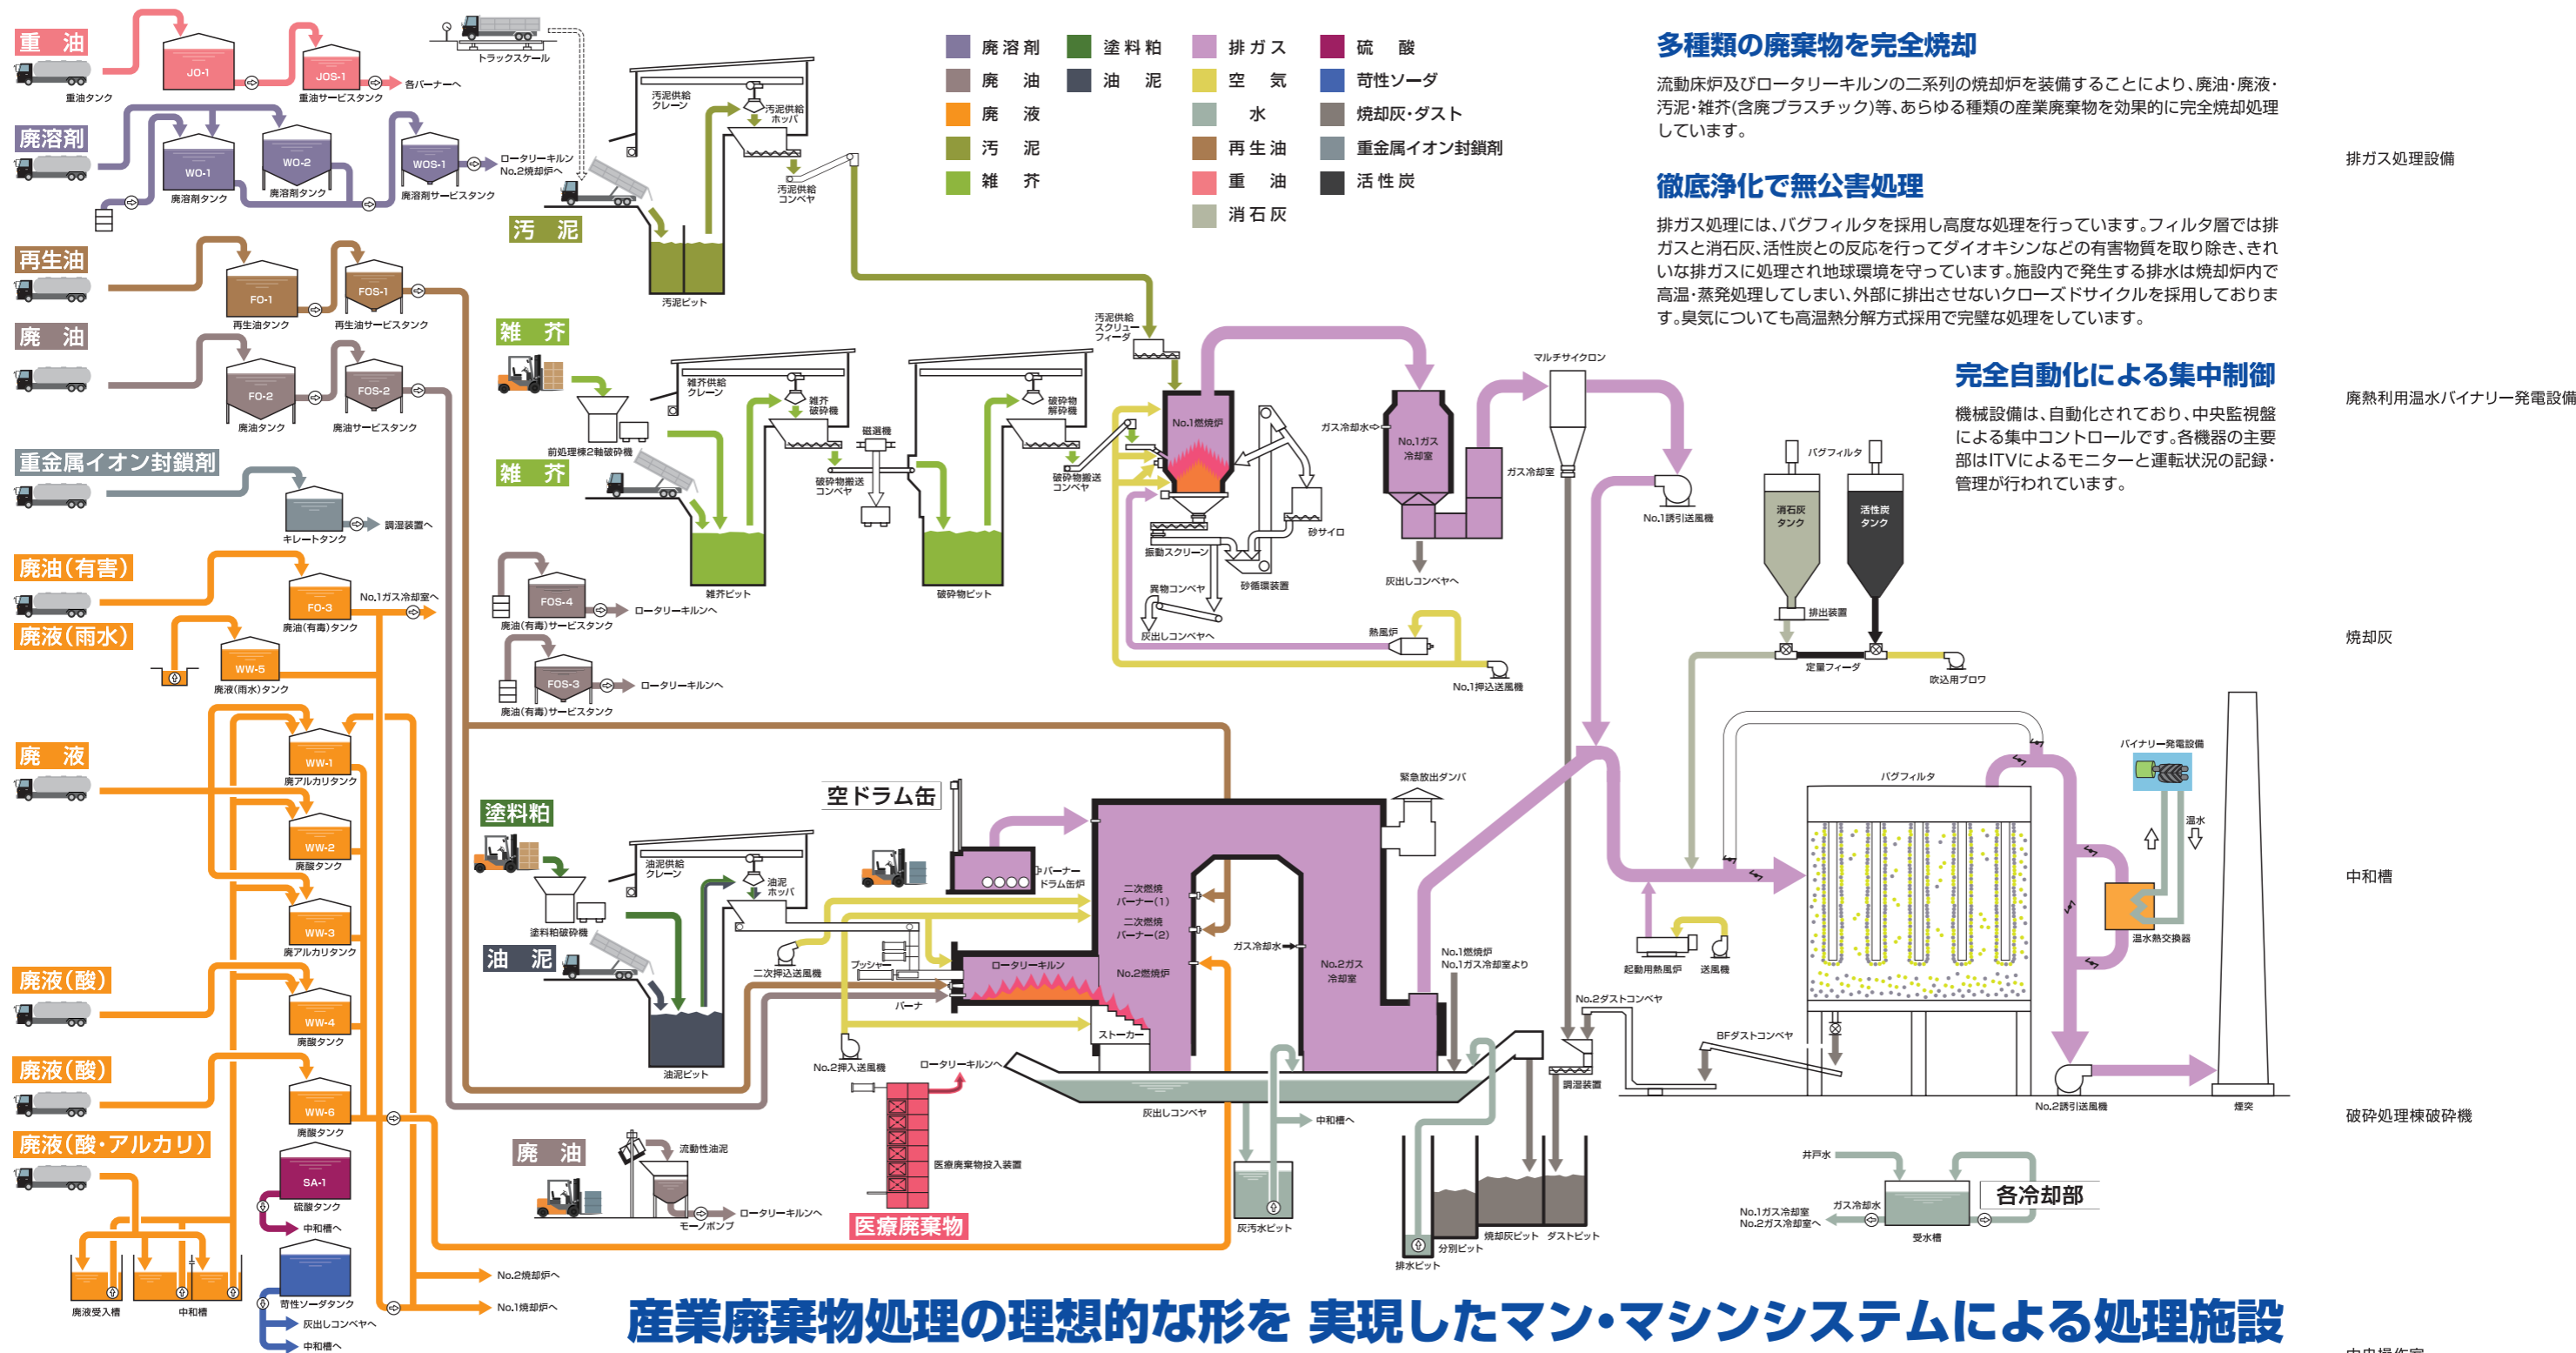 重　油
重油タンク
JO-1
JOS-1
重油サービスタンク
各バーナーへ
トラックスケール
廃溶剤
WO-1
廃溶剤タンク
WO-2
廃溶剤タンク
WOS-1
廃溶剤サービスタンク
ロータリーキルン
No.2焼却炉へ
再生油
FO-1
再生油タンク
FOS-1
再生油サービスタンク
廃　油
FO-2
廃油タンク
FOS-2
廃油サービスタンク
重金属イオン封鎖剤
キレートタンク
調湿装置へ
廃油(有害)
FO-3
廃油(有毒)タンク
No.1ガス冷却室へ
廃液(雨水)
WW-5
廃液(雨水)タンク
廃　液
WW-1
廃アルカリタンク
WW-2
廃酸タンク
WW-3
廃アルカリタンク
廃液(酸)
WW-4
廃酸タンク
廃液(酸)
WW-6
廃酸タンク
廃液(酸・アルカリ)
SA-1
硫酸タンク
中和槽へ
苛性ソーダタンク
灰出しコンベヤへ
中和槽へ
廃液受入槽
中和槽
No.2焼却炉へ
No.1焼却炉へ
汚　泥
汚泥供給
クレーン
汚泥供給
ホッパ
汚泥供給
コンベヤ
汚泥ピット
雑　芥
前処理棟2軸破砕機
雑　芥
雑芥供給
クレーン
雑芥
破砕機
雑芥ピット
磁選機
破砕物搬送
コンベヤ
破砕物
解砕機
破砕物ピット
破砕物搬送
コンベヤ
FOS-4
廃油(有毒)サービスタンク
ロータリーキルンへ
FOS-3
廃油(有毒)サービスタンク
ロータリーキルンへ
廃溶剤
廃　油
廃　液
汚　泥
雑　芥
塗料粕
油　泥
排ガス
空　気
水
再生油
重　油
消石灰
硫　酸
苛性ソーダ
焼却灰・ダスト
重金属イオン封鎖剤
活性炭
汚泥供給
スクリュー
フィーダ
No.1燃焼炉
振動スクリーン
異物コンベヤ
灰出しコンベヤへ
砂循環装置
砂サイロ
熱風炉
No.1押込送風機
ガス冷却水
No.1ガス
冷却室
灰出しコンベヤへ
ガス冷却室
マルチサイクロン
No.1誘引送風機
塗料粕
塗料粕破砕機
油　泥
油泥供給
クレーン
油泥
ホッパ
油泥ピット
空ドラム缶
バーナー
ドラム缶炉
二次押込送風機
プッシャー
バーナ
No.2押入送風機
ロータリーキルン
ストーカー
二次燃焼
バーナー(1)
二次燃焼
バーナー(2)
No.2燃焼炉
ガス冷却水
No.2ガス
冷却室
緊急放出ダンパ
No.1燃焼炉
No.1ガス冷却室より
灰出しコンベヤ
ロータリーキルンへ
医療廃棄物投入装置
医療廃棄物
廃　油
流動性油泥
モーノポンプ
ロータリーキルンへ
中和槽へ
灰汚水ピット
排水ピット
分別ピット
焼却灰ピット
ダストピット
調湿装置
No.2ダストコンベヤ
BFダストコンベヤ
バグフィルタ
消石灰
タンク
活性炭
タンク
排出装置
定量フィーダ
吹込用ブロワ
起動用熱風炉
送風機
バグフィルタ
バイナリー発電設備
温水
温水熱交換器
No.2誘引送風機
煙突
井戸水
ガス冷却水
No.1ガス冷却室
No.2ガス冷却室へ
受水槽
各冷却部
多種類の廃棄物を完全焼却
流動床炉及びロータリーキルンの二系列の焼却炉を装備することにより、廃油・廃液・
汚泥・雑芥(含廃プラスチック)等、あらゆる種類の産業廃棄物を効果的に完全焼却処理
しています。
徹底浄化で無公害処理
排ガス処理には、バグフィルタを採用し高度な処理を行っています。フィルタ層では排
ガスと消石灰、活性炭との反応を行ってダイオキシンなどの有害物質を取り除き、きれ
いな排ガスに処理され地球環境を守っています。施設内で発生する排水は焼却炉内で
高温・蒸発処理してしまい、外部に排出させないクローズドサイクルを採用しておりま
す。臭気についても高温熱分解方式採用で完璧な処理をしています。
完全自動化による集中制御
機械設備は、自動化されており、中央監視盤
による集中コントロールです。各機器の主要
部はITVによるモニターと運転状況の記録・
管理が行われています。
排ガス処理設備
廃熱利用温水バイナリー発電設備
焼却灰
中和槽
破砕処理棟破砕機
産業廃棄物処理の理想的な形を 実現したマン・マシンシステムによる処理施設